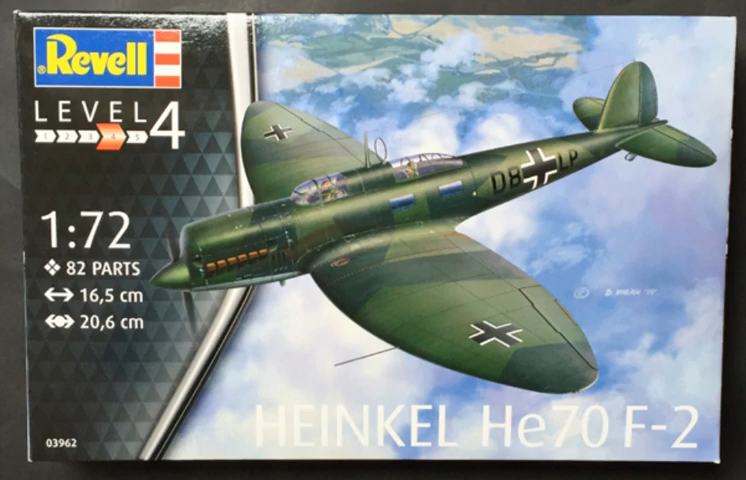 Revell
LEVEL 4
1 2 3 4 5
1:72
82 PARTS
16,5 cm
20,6 cm
D8 LP
HEINKEL He70 F-2
03962